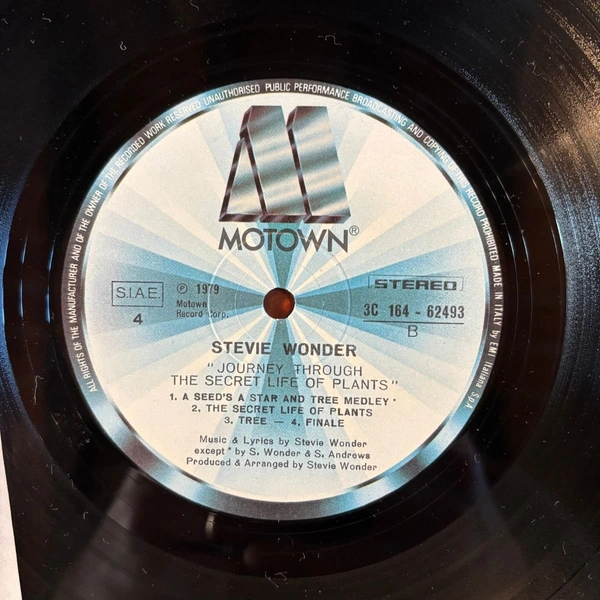 ALL RIGHTS OF THE MANUFACTURER AND OF THE OWNER OF THE RECORDED WORK RESERVED UNAUTHORISED PUBLIC PERFORMANCE BROADCASTING AND COPYING OF THIS RECORD PROHIBITED MADE IN ITALY by EMI Italiana S.p.A.
MOTOWN®
S.I.A.E.
4
℗ 1979
Motown
Record Corp.
STEREO
3C 164 - 62493
B
STEVIE WONDER
"JOURNEY THROUGH
THE SECRET LIFE OF PLANTS"
1. A SEED'S A STAR AND TREE MEDLEY*
2. THE SECRET LIFE OF PLANTS
3. TREE — 4. FINALE
Music & Lyrics by Stevie Wonder
except * by S. Wonder & S. Andrews
Produced & Arranged by Stevie Wonder